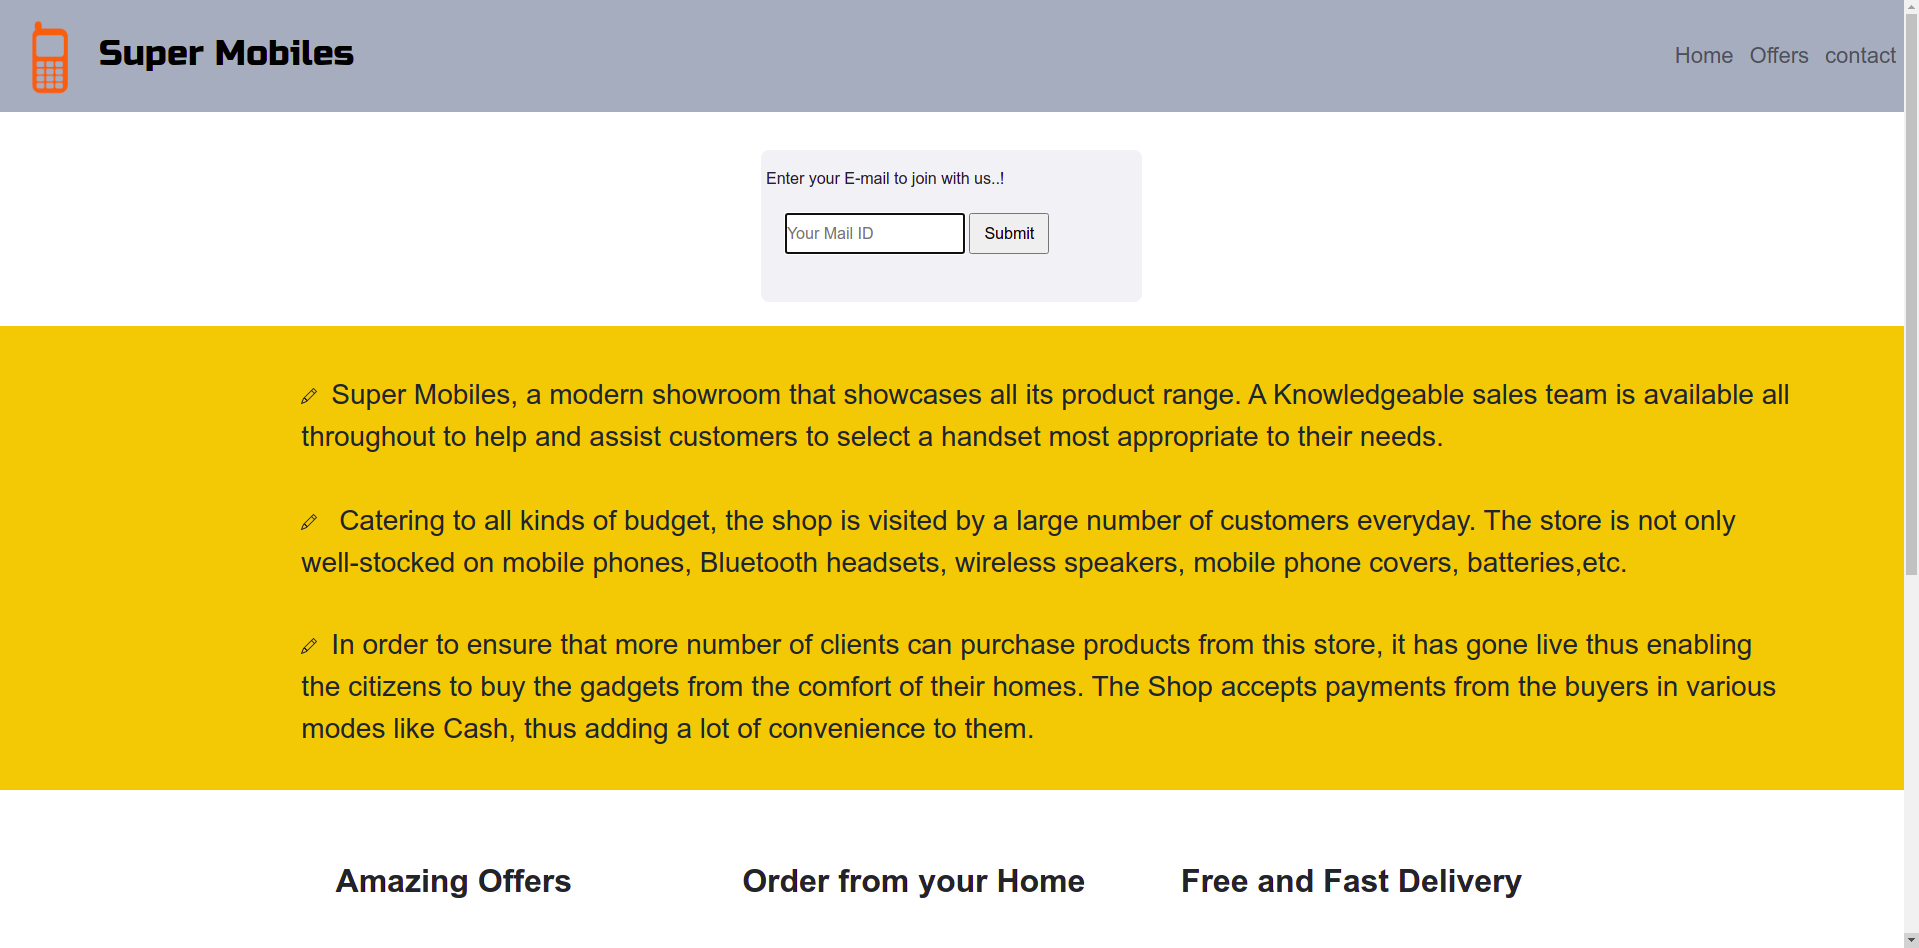 Super Mobiles
Home Offers contact
Enter your E-mail to join with us..!
Your Mail ID Submit
Super Mobiles, a modern showroom that showcases all its product range. A Knowledgeable sales team is available all
throughout to help and assist customers to select a handset most appropriate to their needs.
Catering to all kinds of budget, the shop is visited by a large number of customers everyday. The store is not only
well-stocked on mobile phones, Bluetooth headsets, wireless speakers, mobile phone covers, batteries,etc.
In order to ensure that more number of clients can purchase products from this store, it has gone live thus enabling
the citizens to buy the gadgets from the comfort of their homes. The Shop accepts payments from the buyers in various
modes like Cash, thus adding a lot of convenience to them.
Amazing Offers Order from your Home Free and Fast Delivery